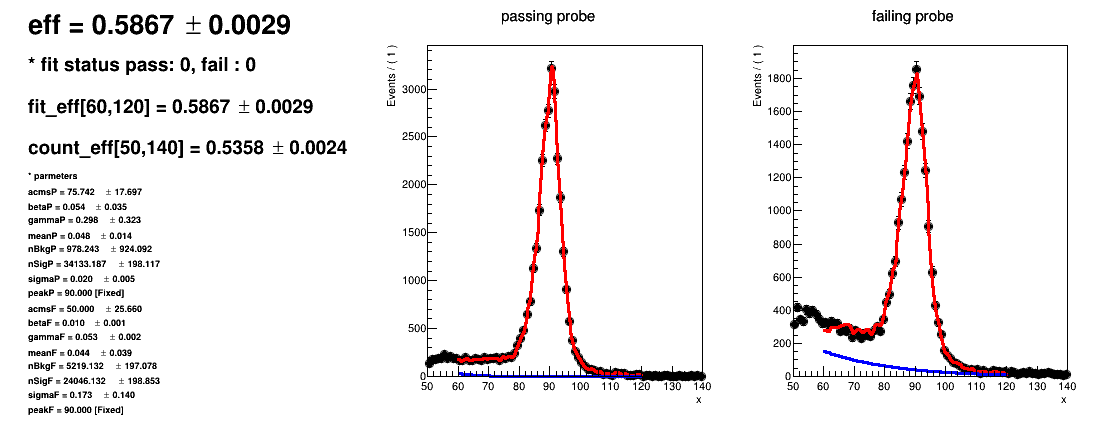 eff = 0.5867 ± 0.0029
* fit status pass: 0, fail : 0
fit_eff[60,120] = 0.5867 ± 0.0029
count_eff[50,140] = 0.5358 ± 0.0024
* parmeters
acmsP = 75.742 ± 17.697
betaP = 0.054 ± 0.035
gammaP = 0.298 ± 0.323
meanP = 0.048 ± 0.014
nBkgP = 978.243 ± 924.092
nSigP = 34133.187 ± 198.117
sigmaP = 0.020 ± 0.005
peakP = 90.000 [Fixed]
acmsF = 50.000 ± 25.660
betaF = 0.010 ± 0.001
gammaF = 0.053 ± 0.002
meanF = 0.044 ± 0.039
nBkgF = 5219.132 ± 197.078
nSigF = 24046.132 ± 198.853
sigmaF = 0.173 ± 0.140
peakF = 90.000 [Fixed]
passing probe
Events / ( 1 )
3000
2500
2000
1500
1000
500
0
50 60 70 80 90 100 110 120 130 140
x
failing probe
Events / ( 1 )
1800
1600
1400
1200
1000
800
600
400
200
0
50 60 70 80 90 100 110 120 130 140
x